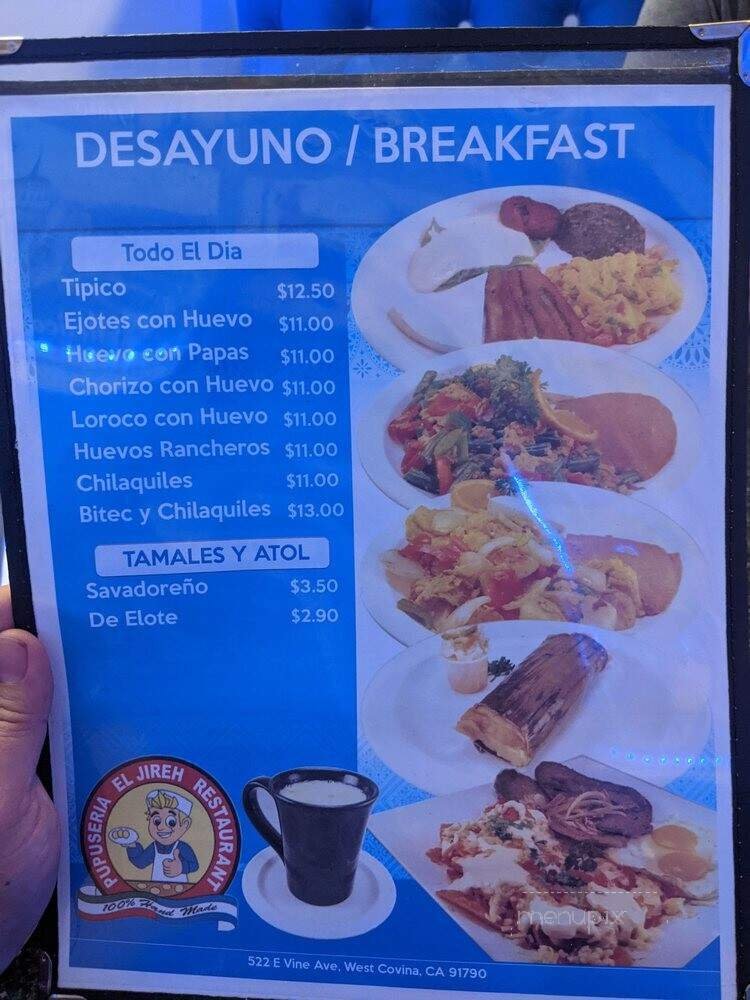 DESAYUNO / BREAKFAST
Todo El Dia
Tipico $12.50
Ejotes con Huevo $11.00
Huevo con Papas $11.00
Chorizo con Huevo $11.00
Loroco con Huevo $11.00
Huevos Rancheros $11.00
Chilaquiles $11.00
Bitec y Chilaquiles $13.00
TAMALES Y ATOL
Savadoreño $3.50
De Elote $2.90
PUPUSERIA EL JIREH RESTAURANT
100% Hand Made
menupix
522 E Vine Ave, West Covina, CA 91790